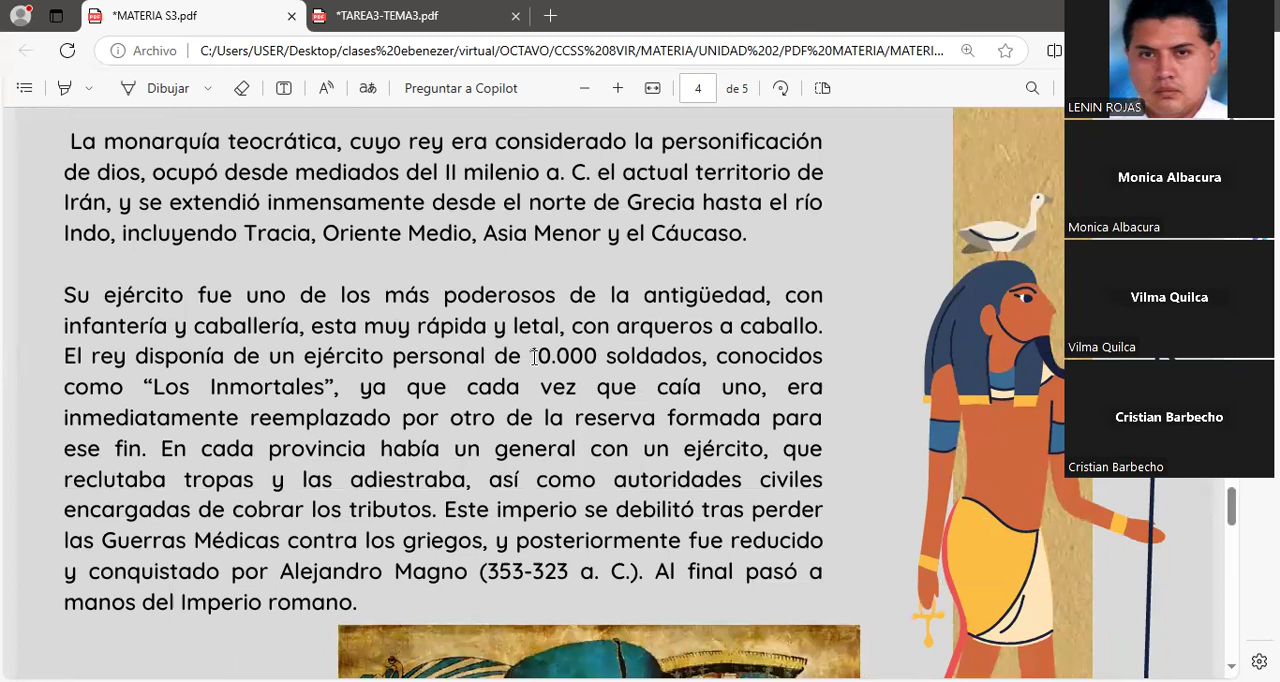 *MATERIA S3.pdf
*TAREA3-TEMA3.pdf
Archivo
C:/Users/USER/Desktop/clases%20ebenezer/virtual/OCTAVO/CCSS%208VIR/MATERIA/UNIDAD%202/PDF%20MATERIA/MATERI...
Dibujar
Preguntar a Copilot
4
de 5
La monarquía teocrática, cuyo rey era considerado la personificación
de dios, ocupó desde mediados del II milenio a. C. el actual territorio de
Irán, y se extendió inmensamente desde el norte de Grecia hasta el río
Indo, incluyendo Tracia, Oriente Medio, Asia Menor y el Cáucaso.
Su ejército fue uno de los más poderosos de la antigüedad, con
infantería y caballería, esta muy rápida y letal, con arqueros a caballo.
El rey disponía de un ejército personal de 10.000 soldados, conocidos
como “Los Inmortales”, ya que cada vez que caía uno, era
inmediatamente reemplazado por otro de la reserva formada para
ese fin. En cada provincia había un general con un ejército, que
reclutaba tropas y las adiestraba, así como autoridades civiles
encargadas de cobrar los tributos. Este imperio se debilitó tras perder
las Guerras Médicas contra los griegos, y posteriormente fue reducido
y conquistado por Alejandro Magno (353-323 a. C.). Al final pasó a
manos del Imperio romano.
LENIN ROJAS
Monica Albacura
Monica Albacura
Vilma Quilca
Vilma Quilca
Cristian Barbecho
Cristian Barbecho